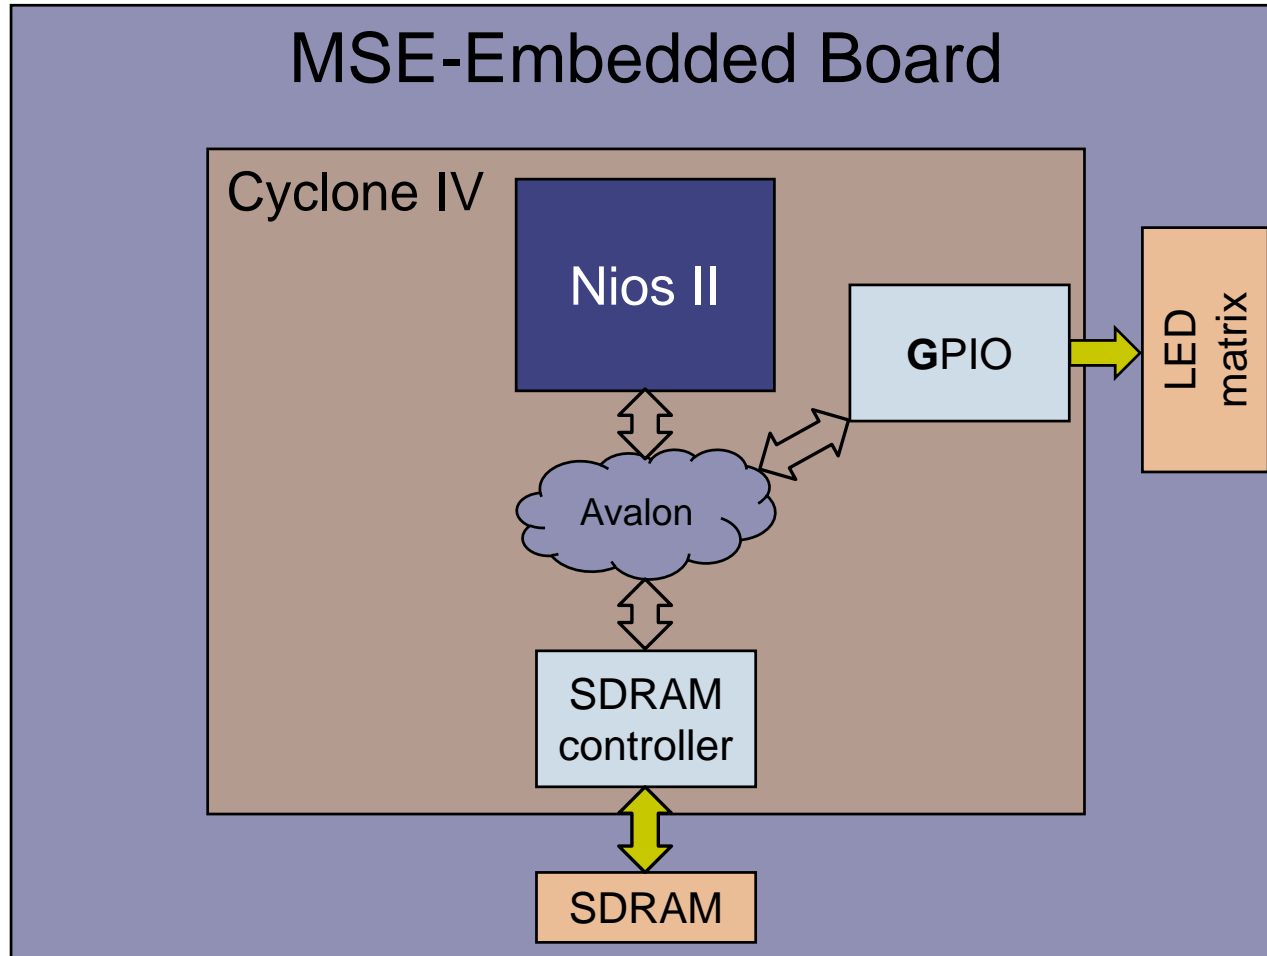 MSE-Embedded Board
Cyclone IV
Nios II
GPIO
LED
matrix
Avalon
SDRAM
controller
SDRAM